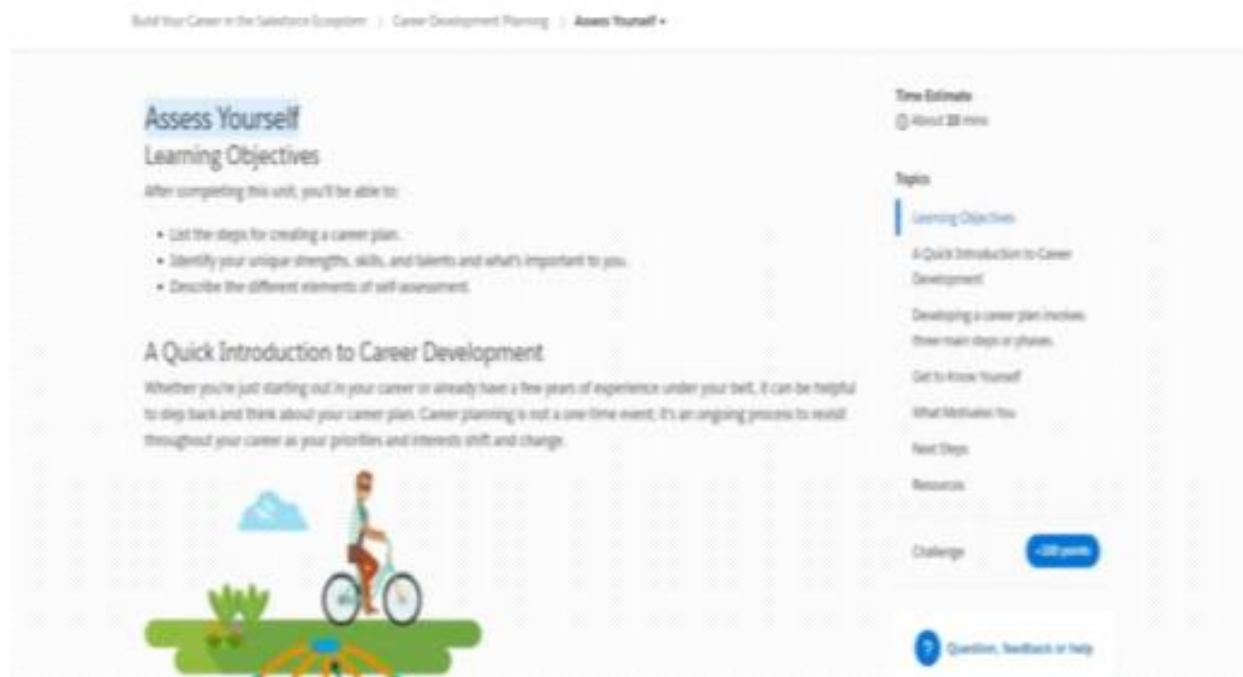 Build Your Career in the Salesforce Ecosystem | Career Development Planning | Assess Yourself
Assess Yourself
Learning Objectives
After completing this unit, you'll be able to:
• List the steps for creating a career plan.
• Identify your unique strengths, skills, and talents and what's important to you.
• Describe the different elements of self-assessment.
A Quick Introduction to Career Development
Whether you're just starting out in your career or already have a few years of experience under your belt, it can be helpful
to step back and think about your career plan. Career planning is not a one-time event; it's an ongoing process to revisit
throughout your career as your priorities and interests shift and change.
Time Estimate
About mins
Topics
Learning Objectives
A Quick Introduction to Career
Development
Developing a career plan involves
three main steps or phases.
Get to Know Yourself
What Motivates You
Next Steps
Resources
Challenge
points
? Question, feedback or help